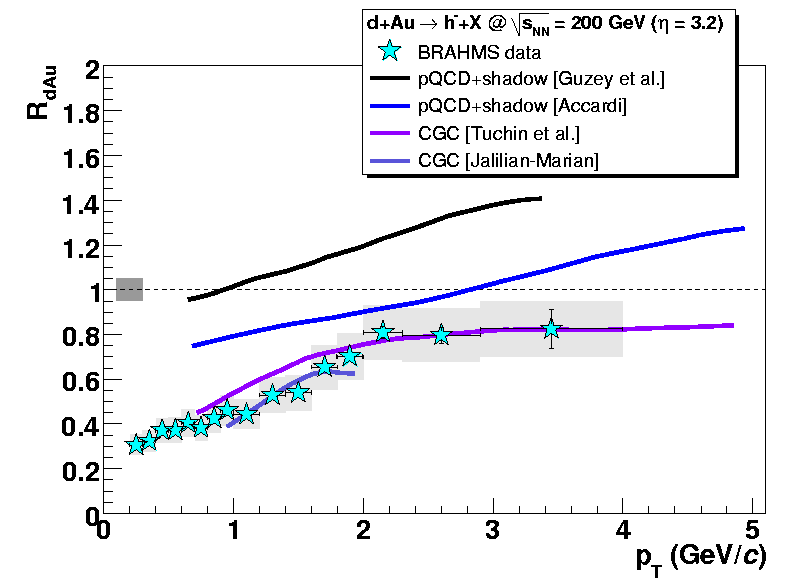 d+Au → h⁻+X @ √s_NN = 200 GeV (η = 3.2)
BRAHMS data
pQCD+shadow [Guzey et al.]
pQCD+shadow [Accardi]
CGC [Tuchin et al.]
CGC [Jalilian-Marian]
R_dAu
2
1.8
1.6
1.4
1.2
1
0.8
0.6
0.4
0.2
0
0 1 2 3 4 5
p_T (GeV/c)